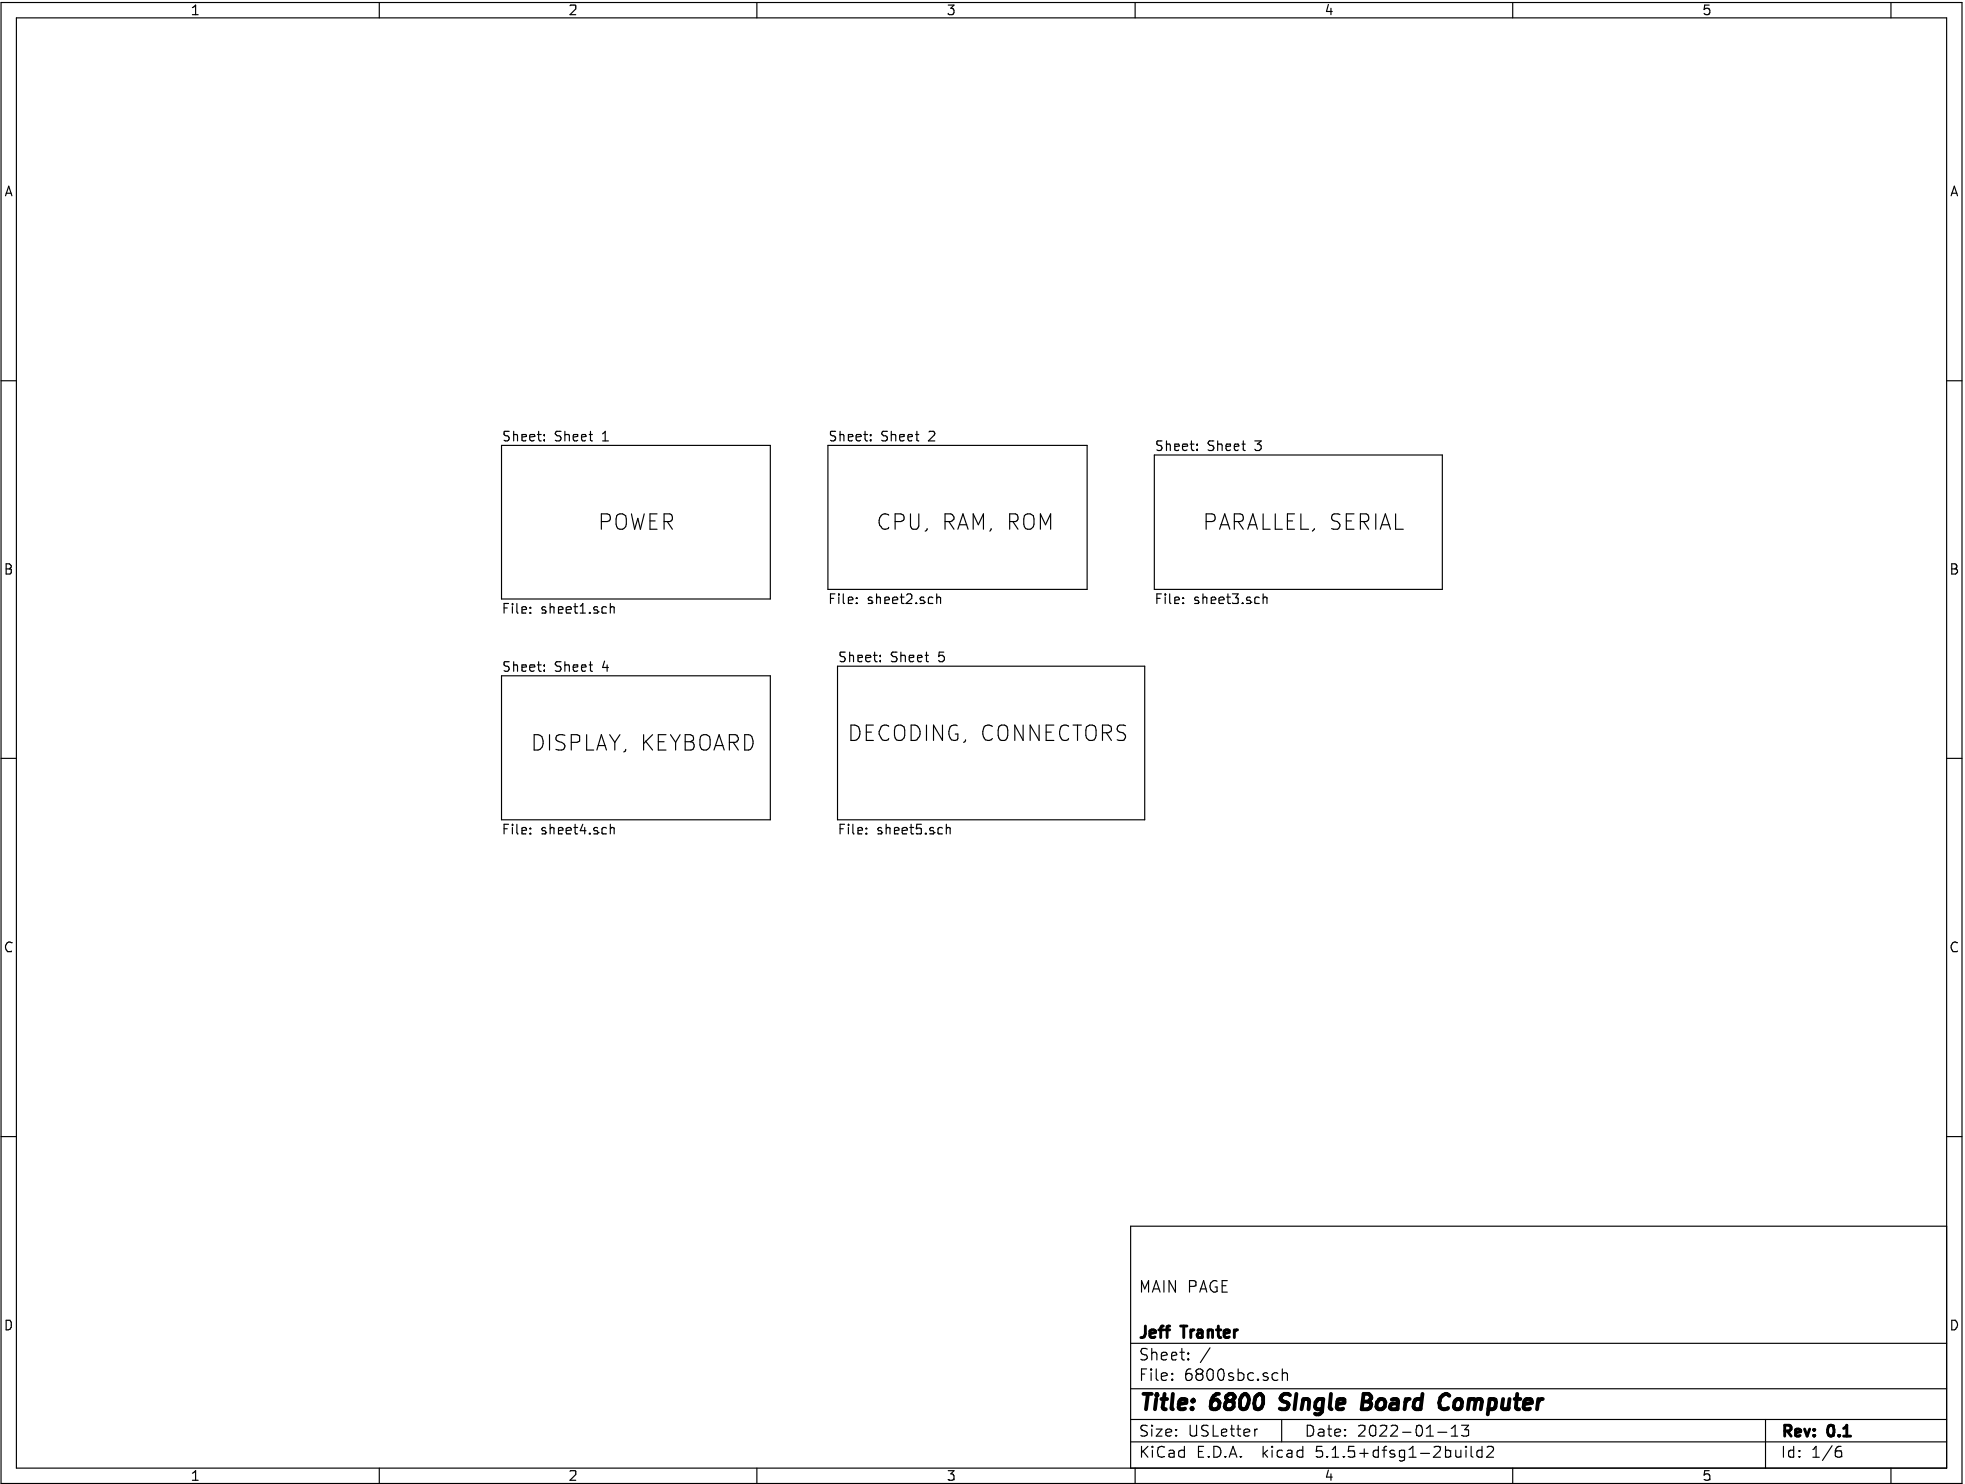 1 2 3 4 5
A A
Sheet: Sheet 1
POWER
File: sheet1.sch
Sheet: Sheet 2
CPU, RAM, ROM
File: sheet2.sch
Sheet: Sheet 3
PARALLEL, SERIAL
File: sheet3.sch
B B
Sheet: Sheet 4
DISPLAY, KEYBOARD
File: sheet4.sch
Sheet: Sheet 5
DECODING, CONNECTORS
File: sheet5.sch
C C
MAIN PAGE
D D
Jeff Tranter
Sheet: /
File: 6800sbc.sch
Title: 6800 SIngle Board Computer
Size: USLetter Date: 2022-01-13 Rev: 0.1
KiCad E.D.A. kicad 5.1.5+dfsg1-2build2 Id: 1/6
1 2 3 4 5